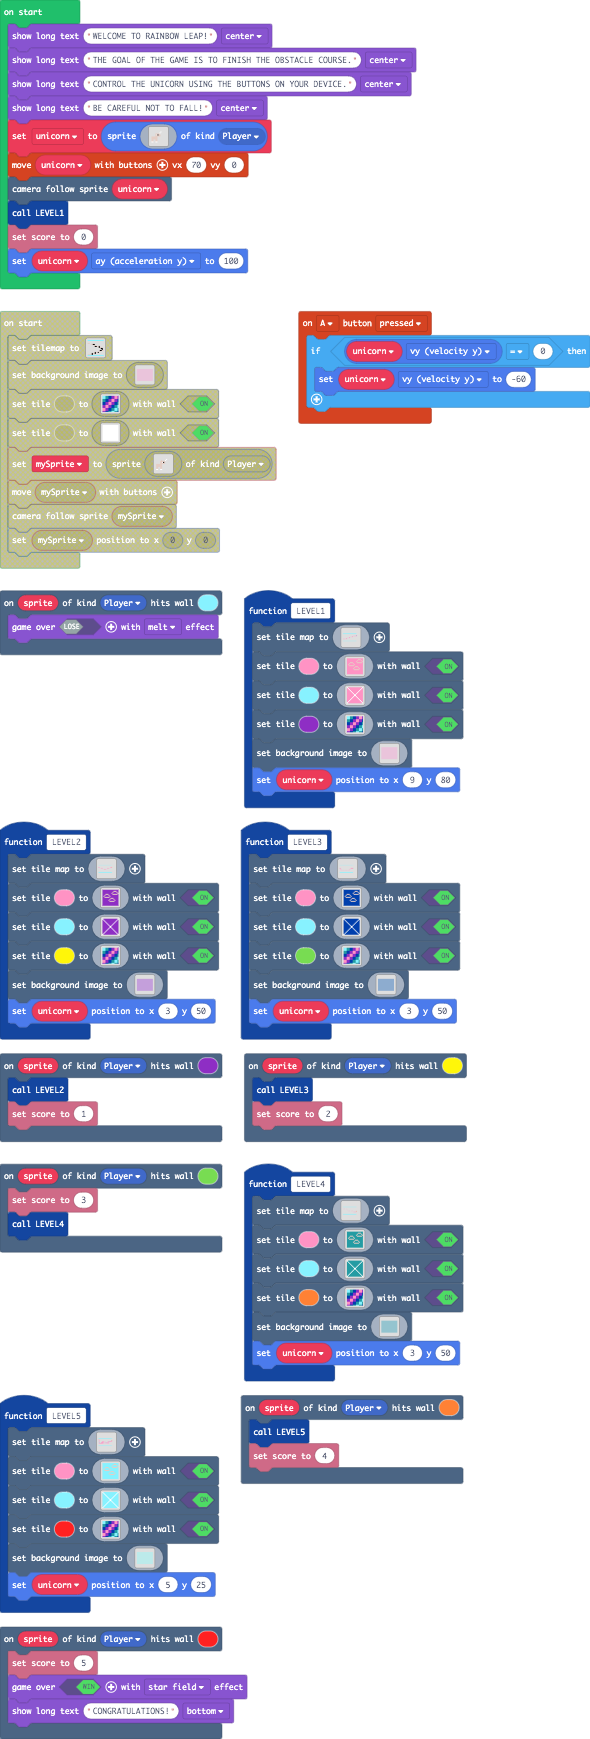 on start
show long text "WELCOME TO RAINBOW LEAP!" center
show long text "THE GOAL OF THE GAME IS TO FINISH THE OBSTACLE COURSE." center
show long text "CONTROL THE UNICORN USING THE BUTTONS ON YOUR DEVICE." center
show long text "BE CAREFUL NOT TO FALL!" center
set unicorn to sprite of kind Player
move unicorn with buttons vx 70 vy 0
camera follow sprite unicorn
call LEVEL1
set score to 0
set unicorn ay (acceleration y) to 100
on start
set tilemap to
set background image to
set tile to with wall ON
set tile to with wall ON
set mySprite to sprite of kind Player
move mySprite with buttons
camera follow sprite mySprite
set mySprite position to x 0 y 0
on A button pressed
if unicorn vy (velocity y) = 0 then
set unicorn vy (velocity y) to -60
on sprite of kind Player hits wall
game over LOSE with melt effect
function LEVEL1
set tile map to
set tile to with wall ON
set tile to with wall ON
set tile to with wall ON
set background image to
set unicorn position to x 9 y 80
function LEVEL2
set tile map to
set tile to with wall ON
set tile to with wall ON
set tile to with wall ON
set background image to
set unicorn position to x 3 y 50
function LEVEL3
set tile map to
set tile to with wall ON
set tile to with wall ON
set tile to with wall ON
set background image to
set unicorn position to x 3 y 50
on sprite of kind Player hits wall
call LEVEL2
set score to 1
on sprite of kind Player hits wall
call LEVEL3
set score to 2
on sprite of kind Player hits wall
set score to 3
call LEVEL4
function LEVEL4
set tile map to
set tile to with wall ON
set tile to with wall ON
set tile to with wall ON
set background image to
set unicorn position to x 3 y 50
function LEVEL5
set tile map to
set tile to with wall ON
set tile to with wall ON
set tile to with wall ON
set background image to
set unicorn position to x 5 y 25
on sprite of kind Player hits wall
call LEVEL5
set score to 4
on sprite of kind Player hits wall
set score to 5
game over WIN with star field effect
show long text "CONGRATULATIONS!" bottom